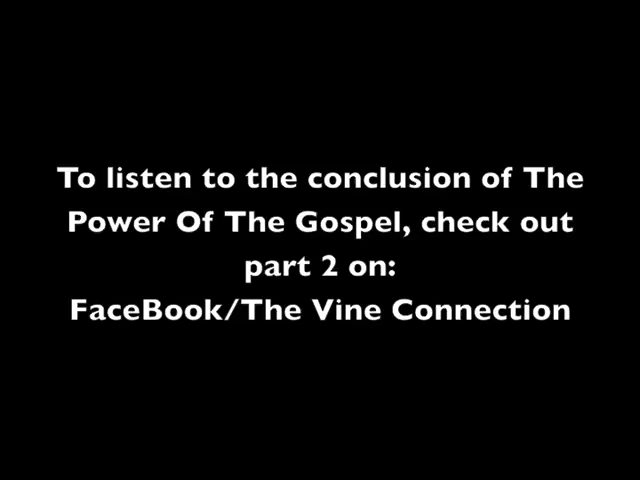 To listen to the conclusion of The
Power Of The Gospel, check out
part 2 on:
FaceBook/The Vine Connection